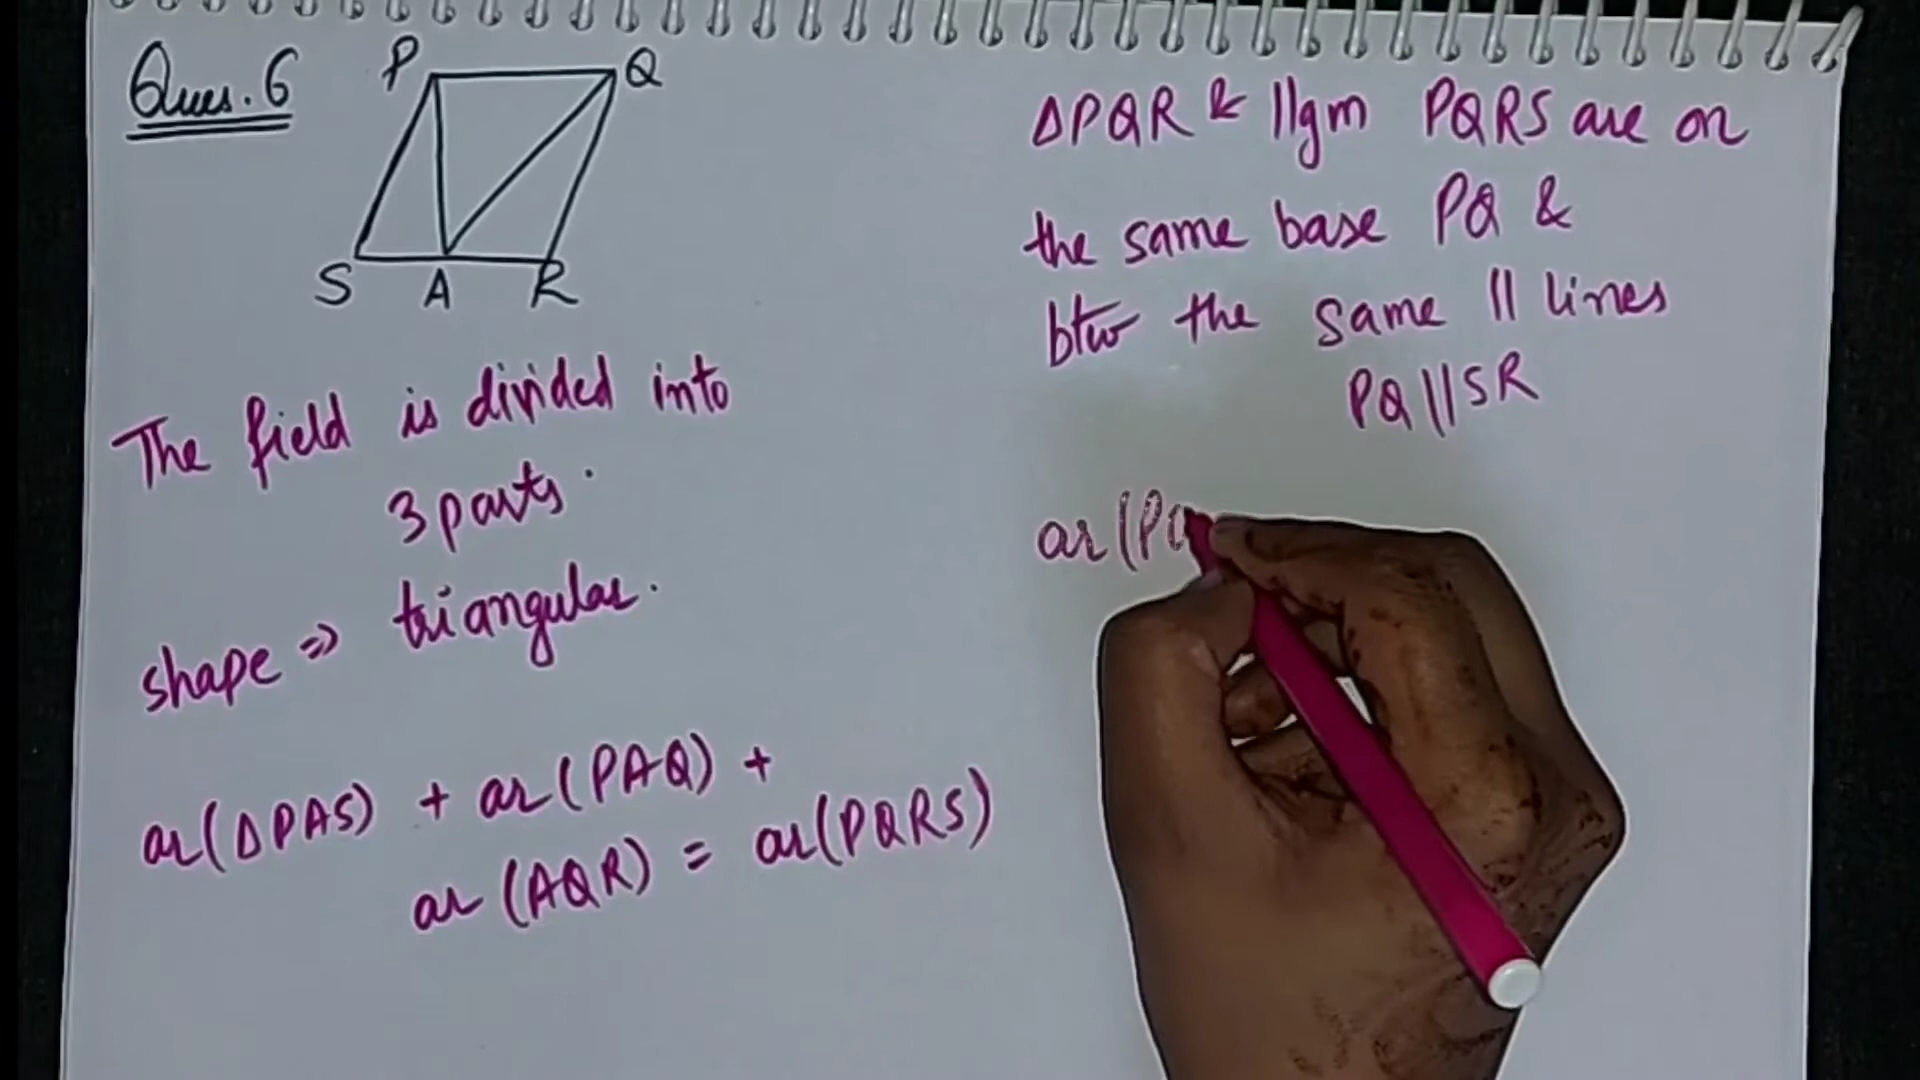 Ques. 6
P Q
S A R
The field is divided into
3 parts.
shape ⇒ triangular.
ar(ΔPAS) + ar(PAQ) +
ar(AQR) = ar(PQRS)
ΔPQR & ||gm PQRS are on
the same base PQ &
btw the same || lines
PQ||SR
ar(PQ